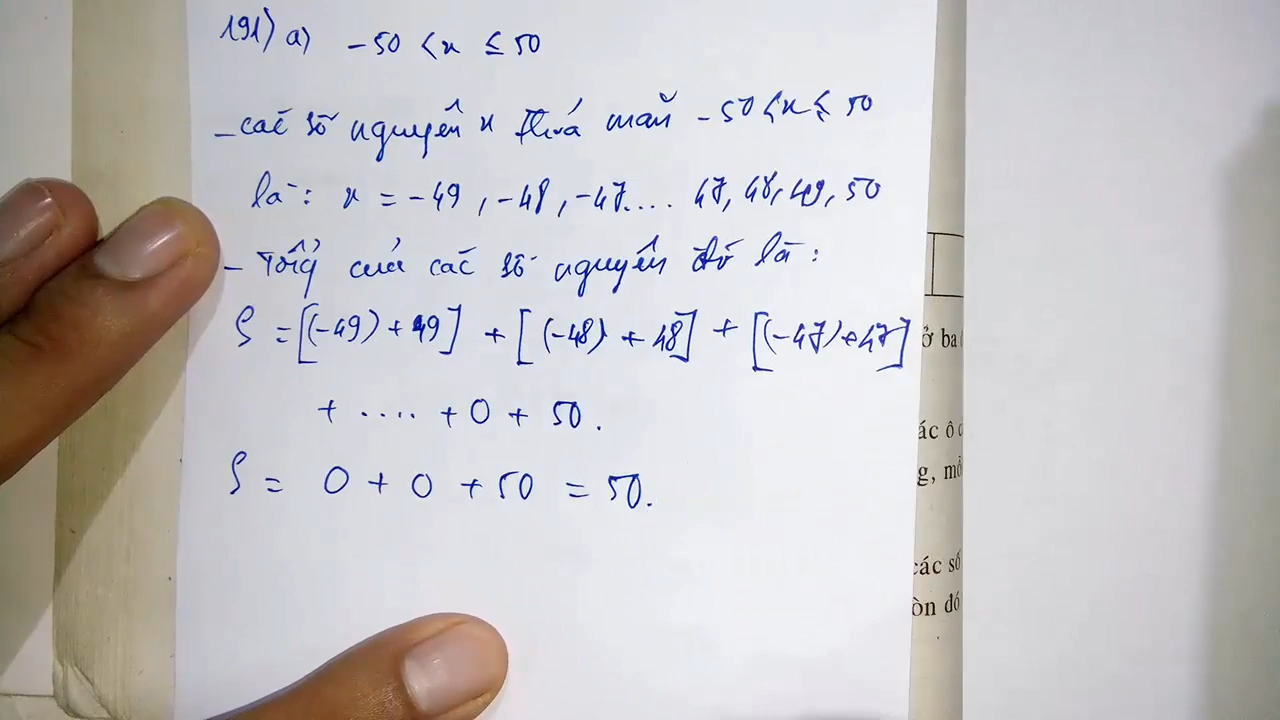 191) a) -50 < x ≤ 50
- các số nguyên x thoả mãn -50 < x ≤ 50
là: x = -49, -48, -47.... 47, 48, 49, 50
- Tổng của các số nguyên đó là:
S = [(-49) + 49] + [(-48) + 48] + [(-47) + 47]
+ .... + 0 + 50.
S = 0 + 0 + 50 = 50.
ở ba
ác ô
g, mỗ
các số
òn đó